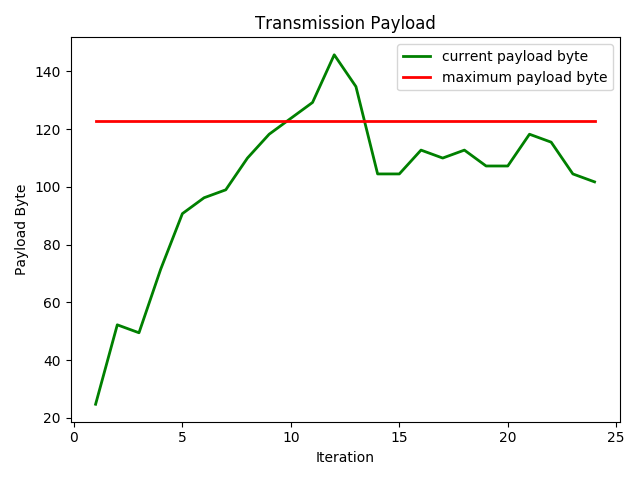 Transmission Payload
current payload byte
maximum payload byte
Payload Byte
140
120
100
80
60
40
20
0 5 10 15 20 25
Iteration